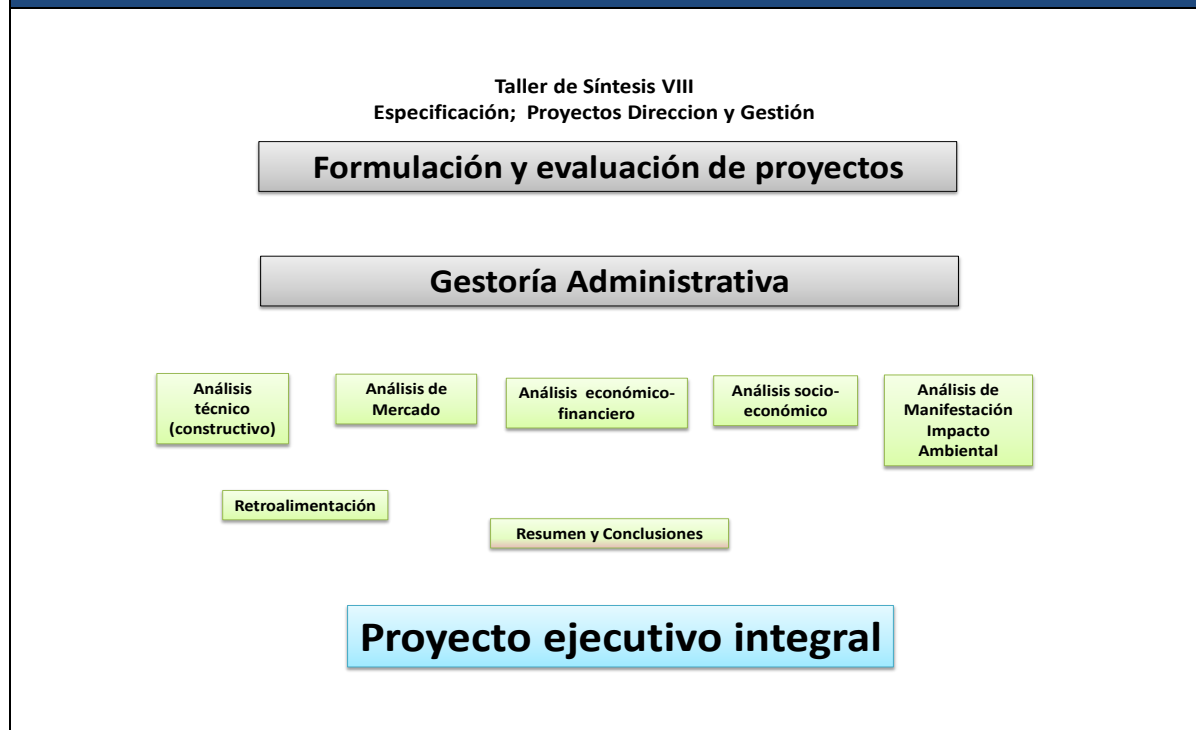 Taller de Síntesis VIII
Especificación; Proyectos Direccion y Gestión
Formulación y evaluación de proyectos
Gestoría Administrativa
Análisis
técnico
(constructivo)
Análisis de
Mercado
Análisis económico-
financiero
Análisis socio-
económico
Análisis de
Manifestación
Impacto
Ambiental
Retroalimentación
Resumen y Conclusiones
Proyecto ejecutivo integral